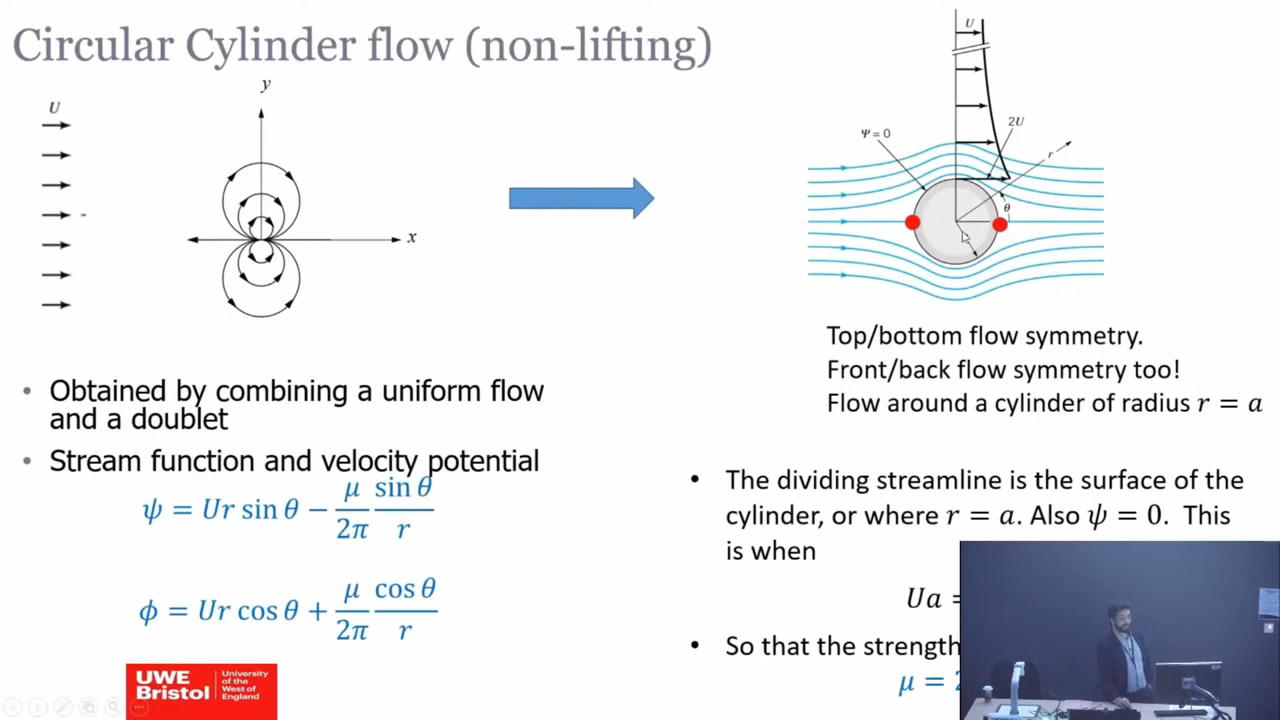 Circular Cylinder flow (non-lifting)
U
y
x
U
2U
Ψ = 0
r
θ
Top/bottom flow symmetry.
Front/back flow symmetry too!
Flow around a cylinder of radius r = a
• Obtained by combining a uniform flow
and a doublet
• Stream function and velocity potential
ψ = Ur sin θ − μ/2π sin θ/r
ϕ = Ur cos θ + μ/2π cos θ/r
• The dividing streamline is the surface of the
cylinder, or where r = a. Also ψ = 0. This
is when
Ua =
• So that the strength
μ = 2
UWE Bristol
University of the West of England